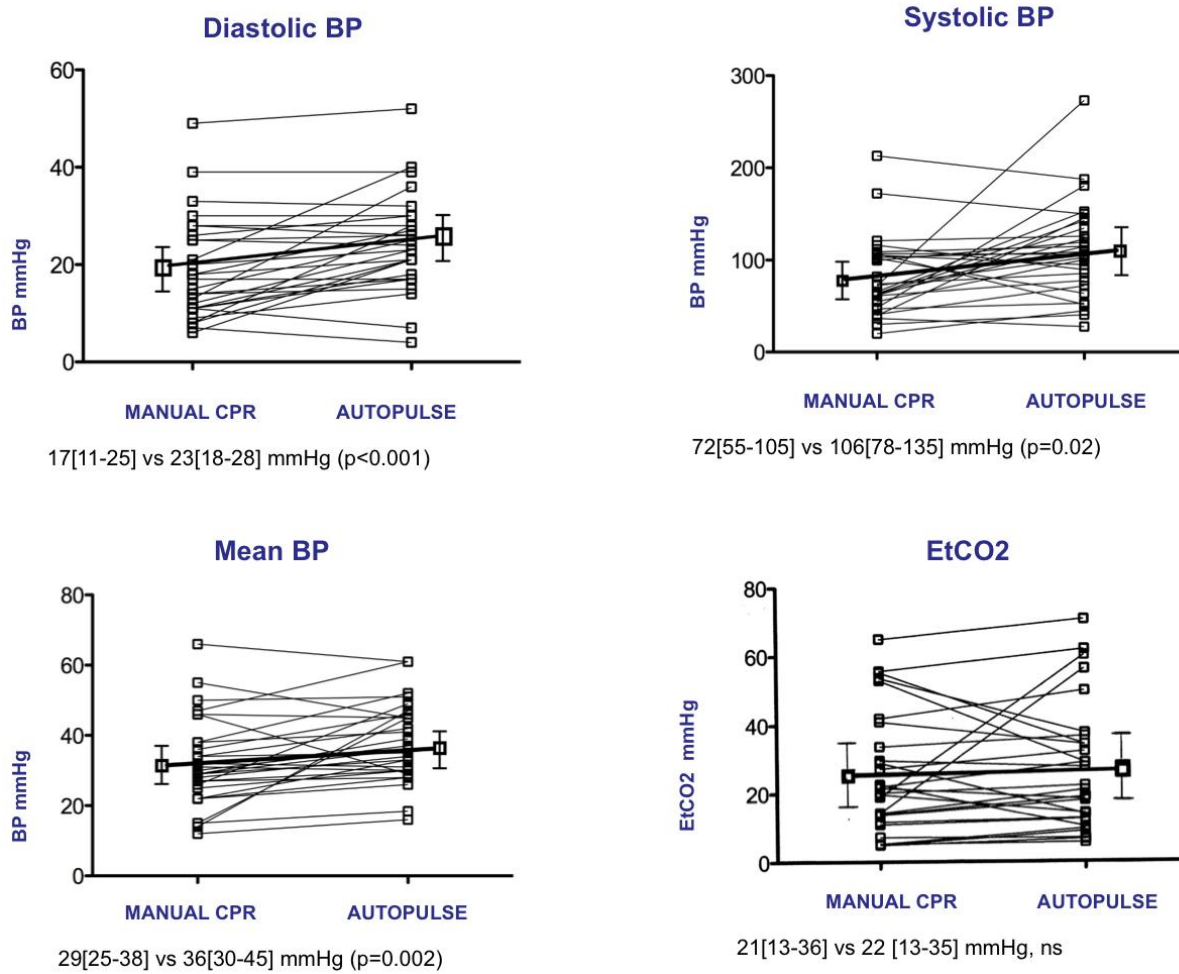 Diastolic BP
60
40
20
0
BP mmHg
MANUAL CPR AUTOPULSE
17[11-25] vs 23[18-28] mmHg (p<0.001)
Systolic BP
300
200
100
0
BP mmHg
MANUAL CPR AUTOPULSE
72[55-105] vs 106[78-135] mmHg (p=0.02)
Mean BP
80
60
40
20
0
BP mmHg
MANUAL CPR AUTOPULSE
29[25-38] vs 36[30-45] mmHg (p=0.002)
EtCO2
80
60
40
20
0
EtCO2 mmHg
MANUAL CPR AUTOPULSE
21[13-36] vs 22 [13-35] mmHg, ns